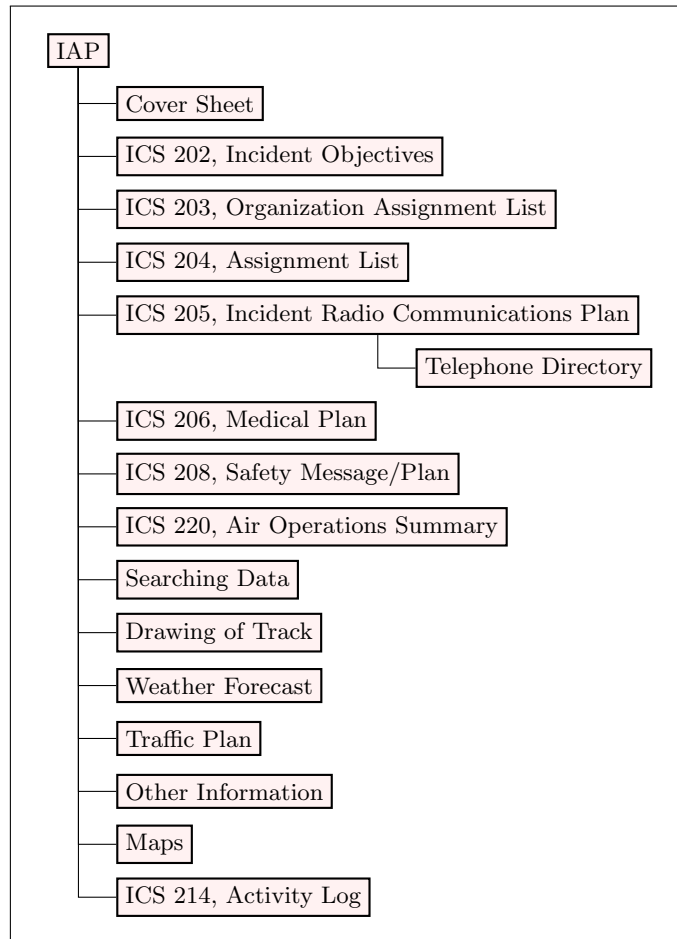 IAP
Cover Sheet
ICS 202, Incident Objectives
ICS 203, Organization Assignment List
ICS 204, Assignment List
ICS 205, Incident Radio Communications Plan
Telephone Directory
ICS 206, Medical Plan
ICS 208, Safety Message/Plan
ICS 220, Air Operations Summary
Searching Data
Drawing of Track
Weather Forecast
Traffic Plan
Other Information
Maps
ICS 214, Activity Log